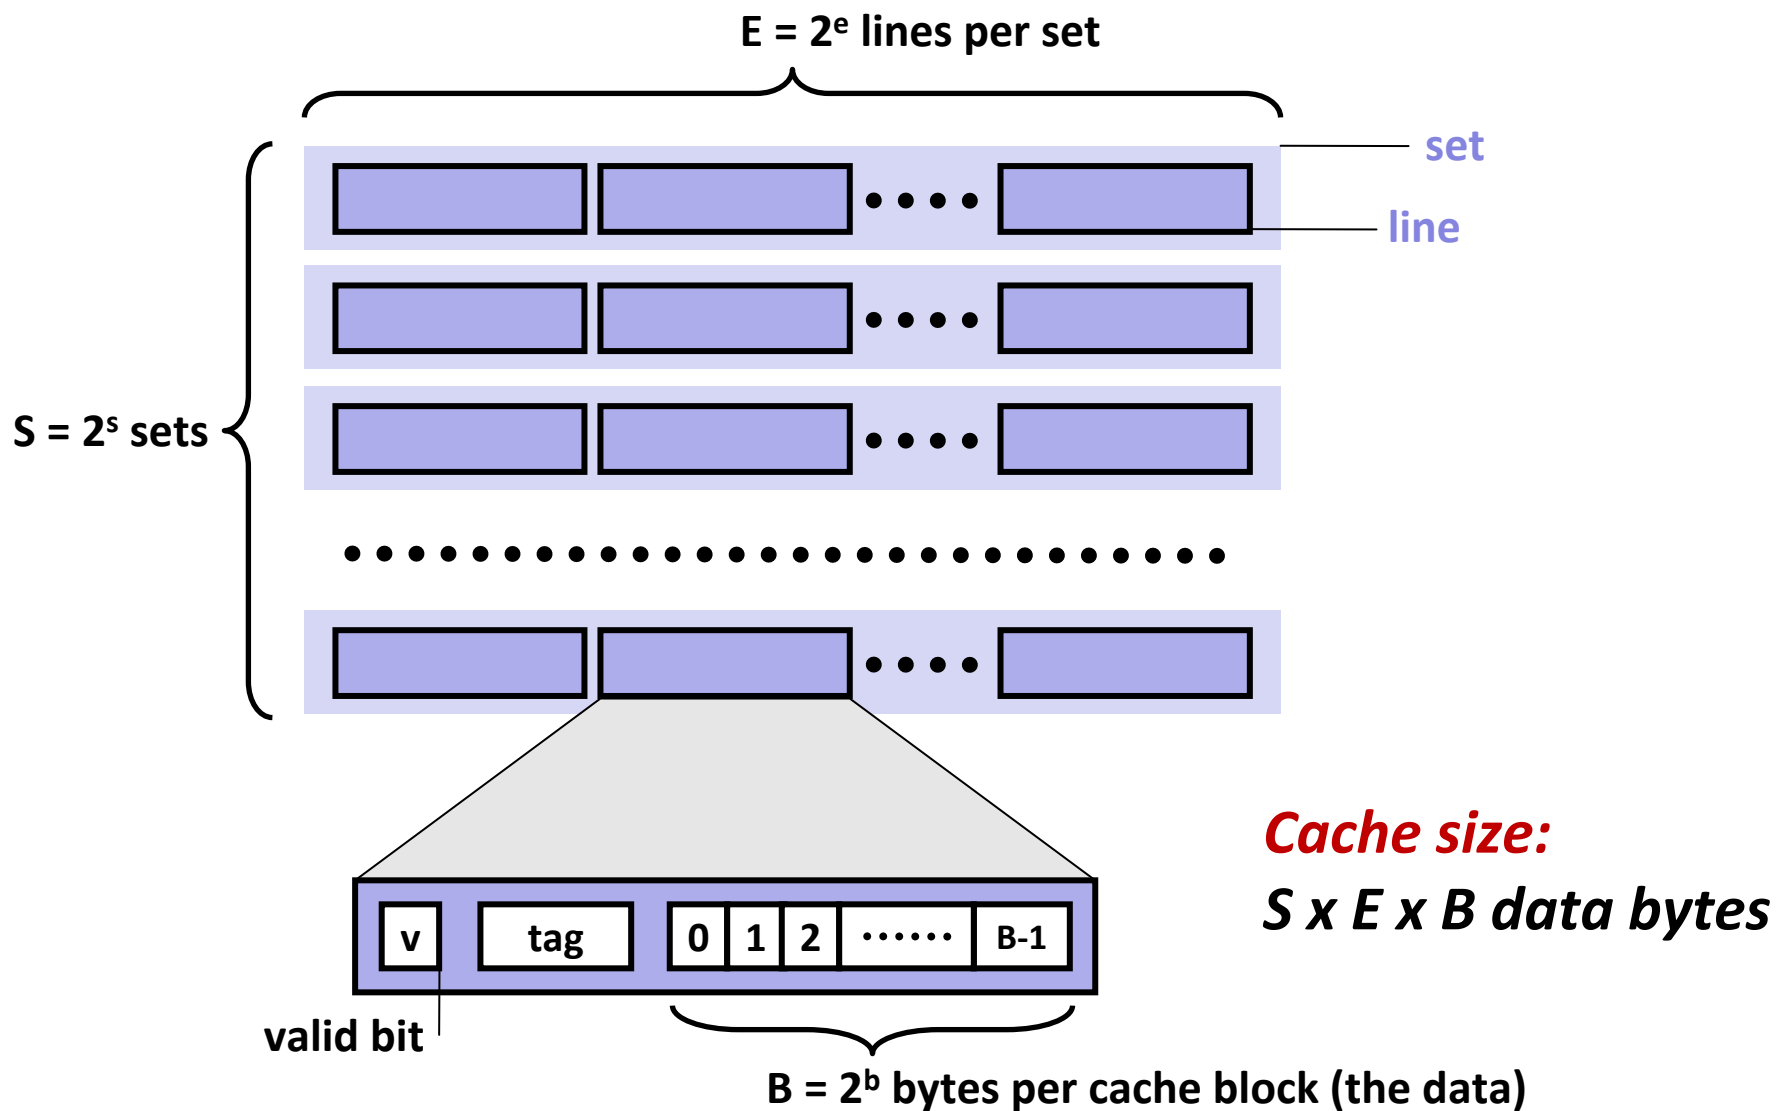 E = 2ᵉ lines per set
set
line
S = 2ˢ sets
Cache size:
S x E x B data bytes
v tag 0 1 2 •••••• B-1
valid bit
B = 2ᵇ bytes per cache block (the data)